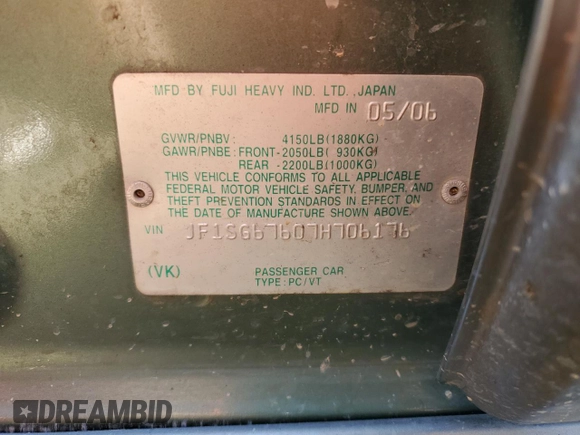 MFD BY FUJI HEAVY IND. LTD., JAPAN
MFD IN 05/06
GVWR/PNBV: 4150LB(1880KG)
GAWR/PNBE: FRONT-2050LB( 930KG)
REAR -2200LB(1000KG)
THIS VEHICLE CONFORMS TO ALL APPLICABLE
FEDERAL MOTOR VEHICLE SAFETY, BUMPER, AND
THEFT PREVENTION STANDARDS IN EFFECT ON
THE DATE OF MANUFACTURE SHOWN ABOVE.
VIN JF1SG67607H706176
(VK) PASSENGER CAR
TYPE: PC/VT
DREAMBID